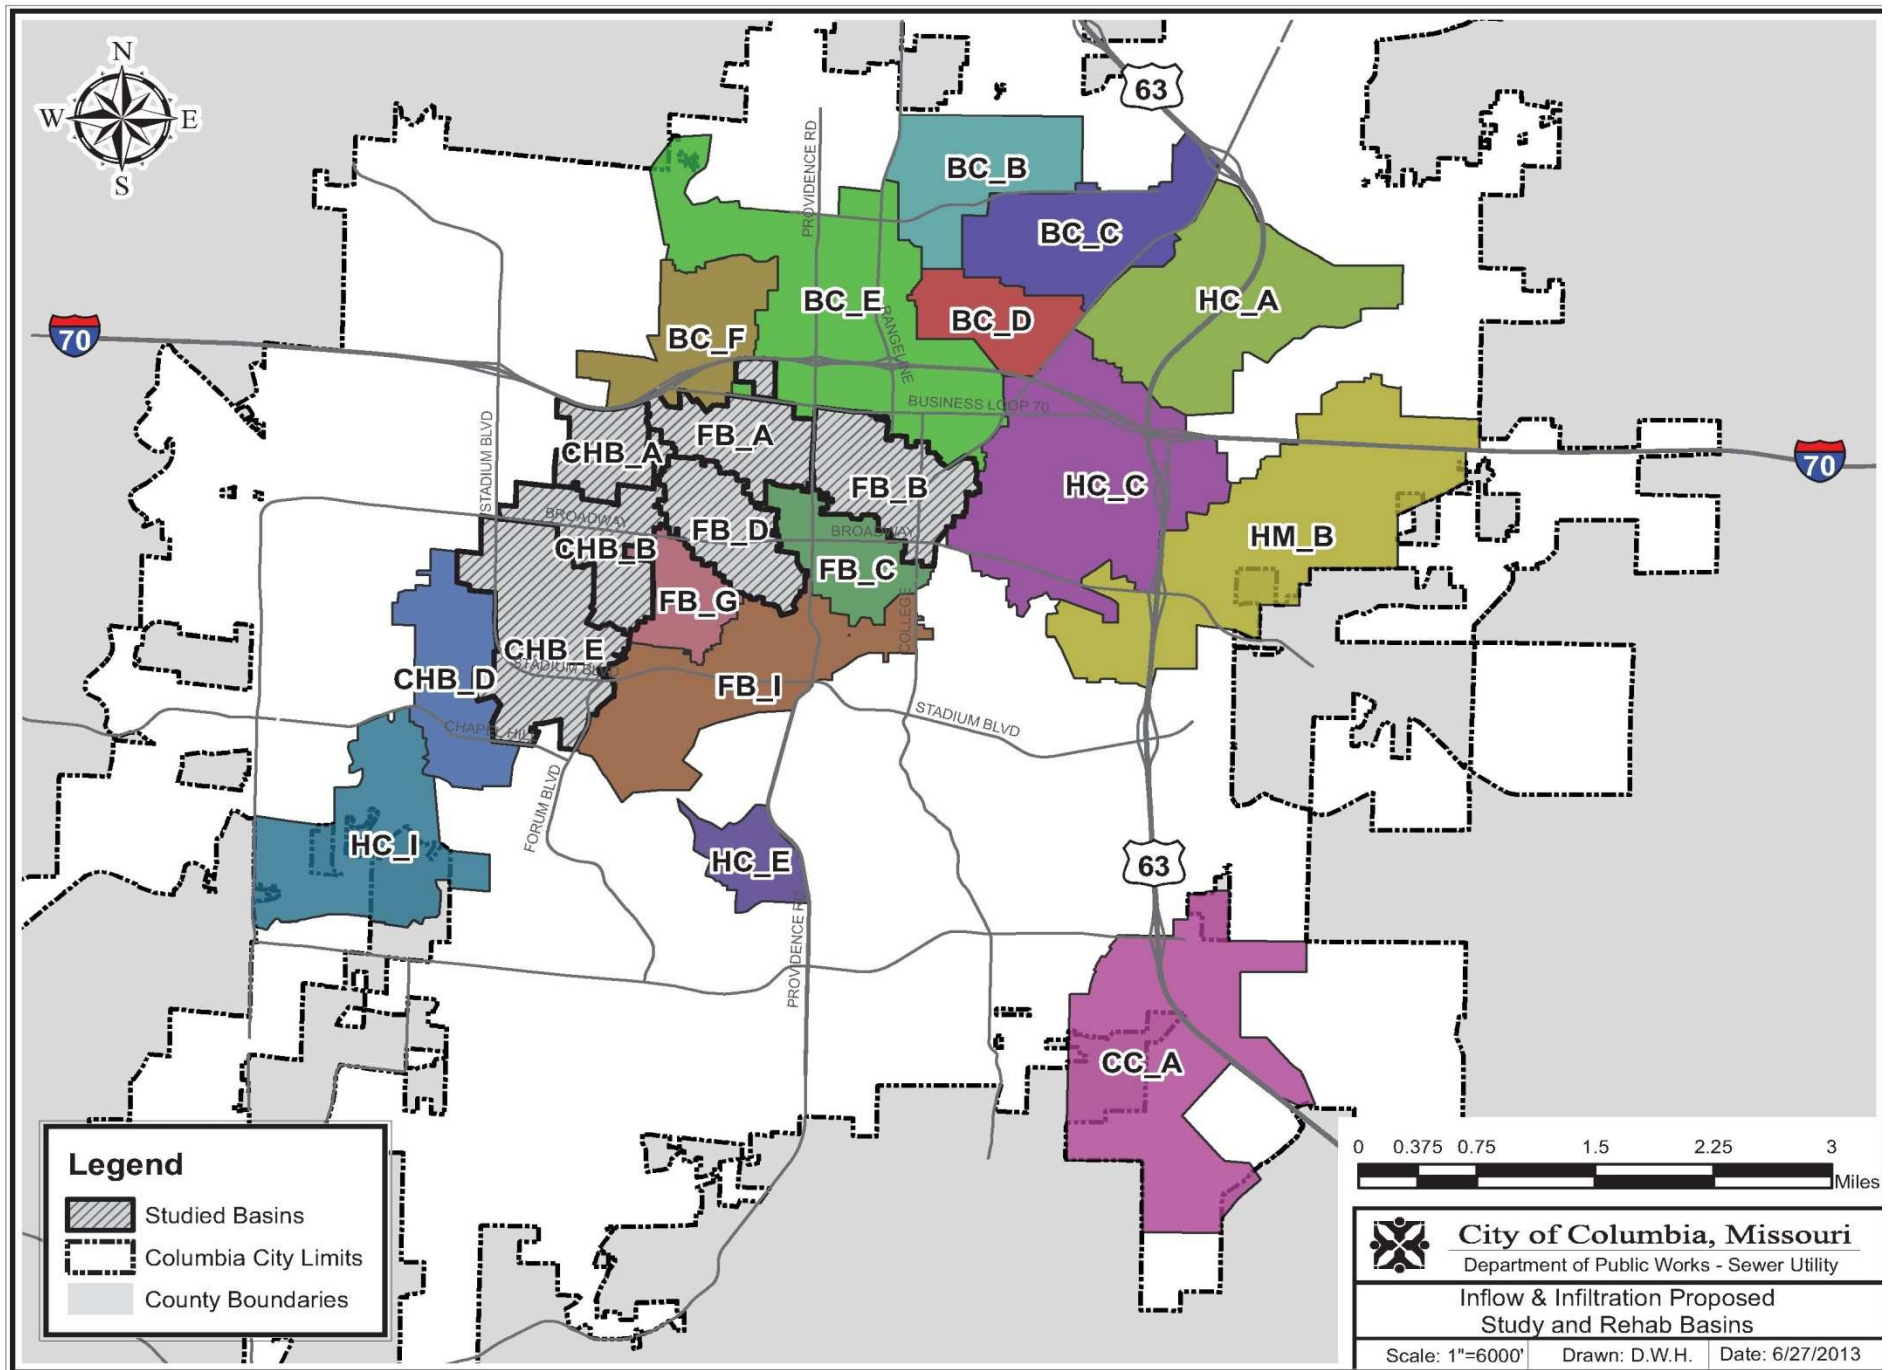 N
W
E
S
63
PROVIDENCE RD
BC_B
BC_C
HC_A
BC_E
BC_D
RANGELINE
70
BC_F
BUSINESS LOOP 70
STADIUM BLVD
FB_A
CHB_A
70
FB_B
HC_C
BROADWAY
FB_D
BROADWAY
HM_B
CHB_B
FB_C
FB_G
COLLEGE
CHB_E
STADIUM BLVD
CHB_D
FB_I
STADIUM BLVD
CHAPEL HILL
FORUM BLVD
HC_I
HC_E
63
PROVIDENCE RD
CC_A
Legend
Studied Basins
Columbia City Limits
County Boundaries
0 0.375 0.75 1.5 2.25 3
Miles
City of Columbia, Missouri
Department of Public Works - Sewer Utility
Inflow & Infiltration Proposed
Study and Rehab Basins
Scale: 1"=6000' Drawn: D.W.H. Date: 6/27/2013